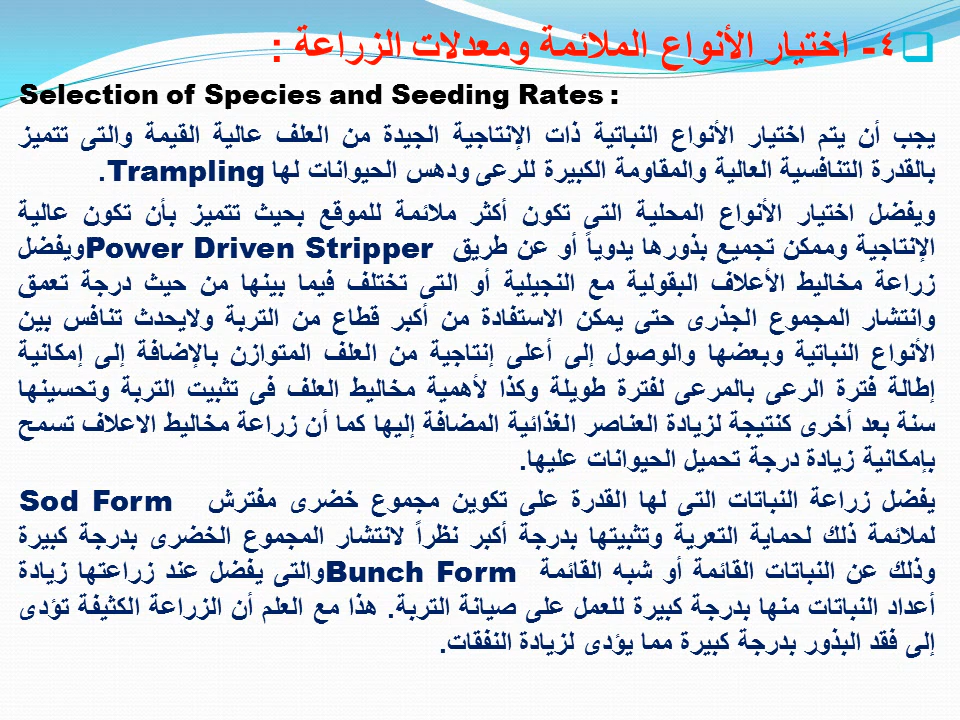 ٤- اختيار الأنواع الملائمة ومعدلات الزراعة :
Selection of Species and Seeding Rates :
يجب أن يتم اختيار الأنواع النباتية ذات الإنتاجية الجيدة من العلف عالية القيمة والتى تتميز
بالقدرة التنافسية العالية والمقاومة الكبيرة للرعى ودهس الحيوانات لها Trampling.
ويفضل اختيار الأنواع المحلية التى تكون أكثر ملائمة للموقع بحيث تتميز بأن تكون عالية
الإنتاجية وممكن تجميع بذورها يدوياً أو عن طريق Power Driven Stripper ويفضل
زراعة مخاليط الأعلاف البقولية مع النجيلية أو التى تختلف فيما بينها من حيث درجة تعمق
وانتشار المجموع الجذرى حتى يمكن الاستفادة من أكبر قطاع من التربة ولايحدث تنافس بين
الأنواع النباتية وبعضها والوصول إلى أعلى إنتاجية من العلف المتوازن بالإضافة إلى إمكانية
إطالة فترة الرعى بالمرعى لفترة طويلة وكذا لأهمية مخاليط العلف فى تثبيت التربة وتحسينها
سنة بعد أخرى كنتيجة لزيادة العناصر الغذائية المضافة إليها كما أن زراعة مخاليط الاعلاف تسمح
بإمكانية زيادة درجة تحميل الحيوانات عليها.
يفضل زراعة النباتات التى لها القدرة على تكوين مجموع خضرى مفترش Sod Form
لملائمة ذلك لحماية التعرية وتثبيتها بدرجة أكبر نظراً لانتشار المجموع الخضرى بدرجة كبيرة
وذلك عن النباتات القائمة أو شبه القائمة Bunch Form والتى يفضل عند زراعتها زيادة
أعداد النباتات منها بدرجة كبيرة للعمل على صيانة التربة. هذا مع العلم أن الزراعة الكثيفة تؤدى
إلى فقد البذور بدرجة كبيرة مما يؤدى لزيادة النفقات.